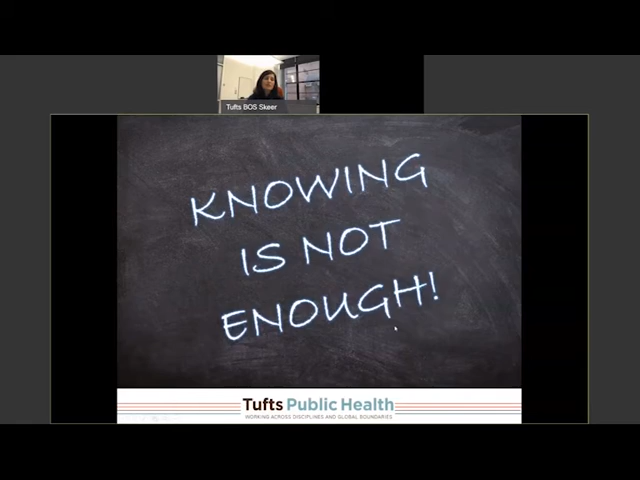 Tufts BOS Skeer
KNOWING
IS NOT
ENOUGH!
Tufts Public Health
WORKING ACROSS DISCIPLINES AND GLOBAL BOUNDARIES